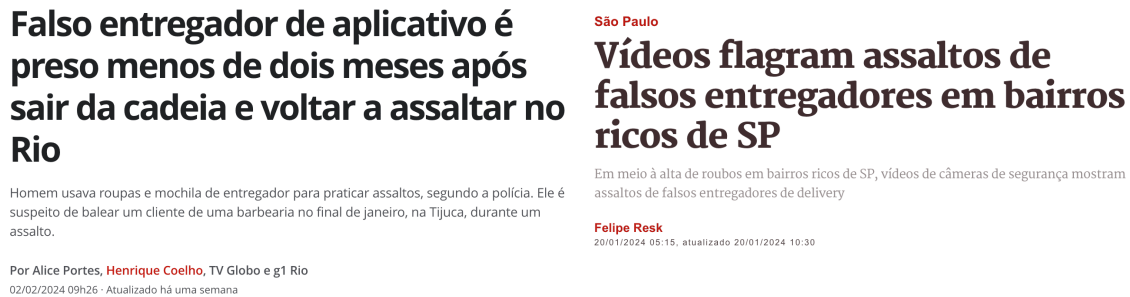 Falso entregador de aplicativo é
preso menos de dois meses após
sair da cadeia e voltar a assaltar no
Rio
Homem usava roupas e mochila de entregador para praticar assaltos, segundo a polícia. Ele é
suspeito de balear um cliente de uma barbearia no final de janeiro, na Tijuca, durante um
assalto.
Por Alice Portes, Henrique Coelho, TV Globo e g1 Rio
02/02/2024 09h26 · Atualizado há uma semana
São Paulo
Vídeos flagram assaltos de
falsos entregadores em bairros
ricos de SP
Em meio à alta de roubos em bairros ricos de SP, vídeos de câmeras de segurança mostram
assaltos de falsos entregadores de delivery
Felipe Resk
20/01/2024 05:15, atualizado 20/01/2024 10:30